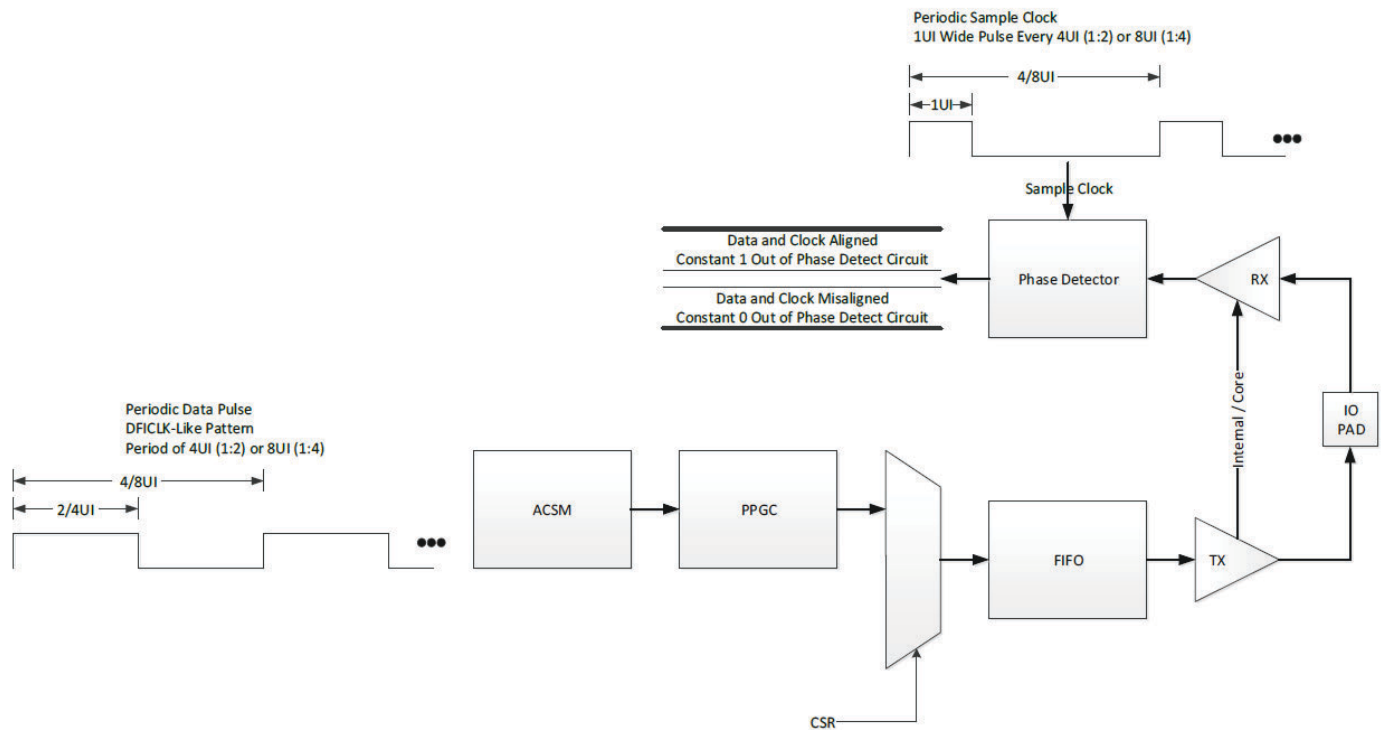 Periodic Sample Clock
1UI Wide Pulse Every 4UI (1:2) or 8UI (1:4)
4/8UI
1UI
Sample Clock
Data and Clock Aligned
Constant 1 Out of Phase Detect Circuit
Data and Clock Misaligned
Constant 0 Out of Phase Detect Circuit
Phase Detector
RX
Periodic Data Pulse
DFICLK-Like Pattern
Period of 4UI (1:2) or 8UI (1:4)
4/8UI
2/4UI
ACSM
PPGC
FIFO
TX
Internal / Core
IO
PAD
CSR